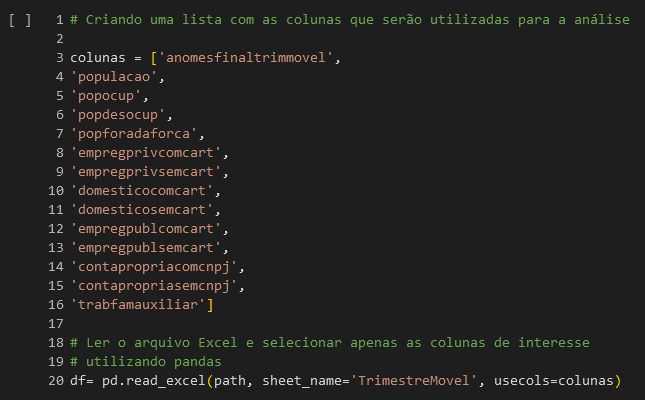 [ ] 1 # Criando uma lista com as colunas que serão utilizadas para a análise
2
3 colunas = ['anomesfinaltrimmovel',
4 'populacao',
5 'popocup',
6 'popdesocup',
7 'popforadaforca',
8 'empregprivcomcart',
9 'empregprivsemcart',
10 'domesticocomcart',
11 'domesticosemcart',
12 'empregpublcomcart',
13 'empregpublsemcart',
14 'contapropriacomcnpj',
15 'contapropriasemcnpj',
16 'trabfamauxiliar']
17
18 # Ler o arquivo Excel e selecionar apenas as colunas de interesse
19 # utilizando pandas
20 df= pd.read_excel(path, sheet_name='TrimestreMovel', usecols=colunas)